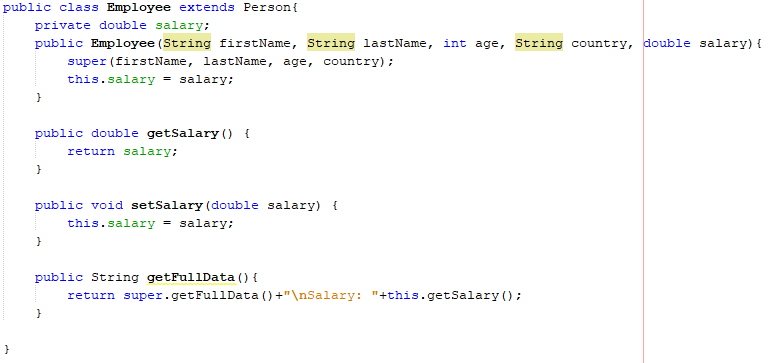 public class Employee extends Person{
    private double salary;
    public Employee(String firstName, String lastName, int age, String country, double salary){
        super(firstName, lastName, age, country);
        this.salary = salary;
    }

    public double getSalary() {
        return salary;
    }

    public void setSalary(double salary) {
        this.salary = salary;
    }

    public String getFullData(){
        return super.getFullData()+"\nSalary: "+this.getSalary();
    }

}